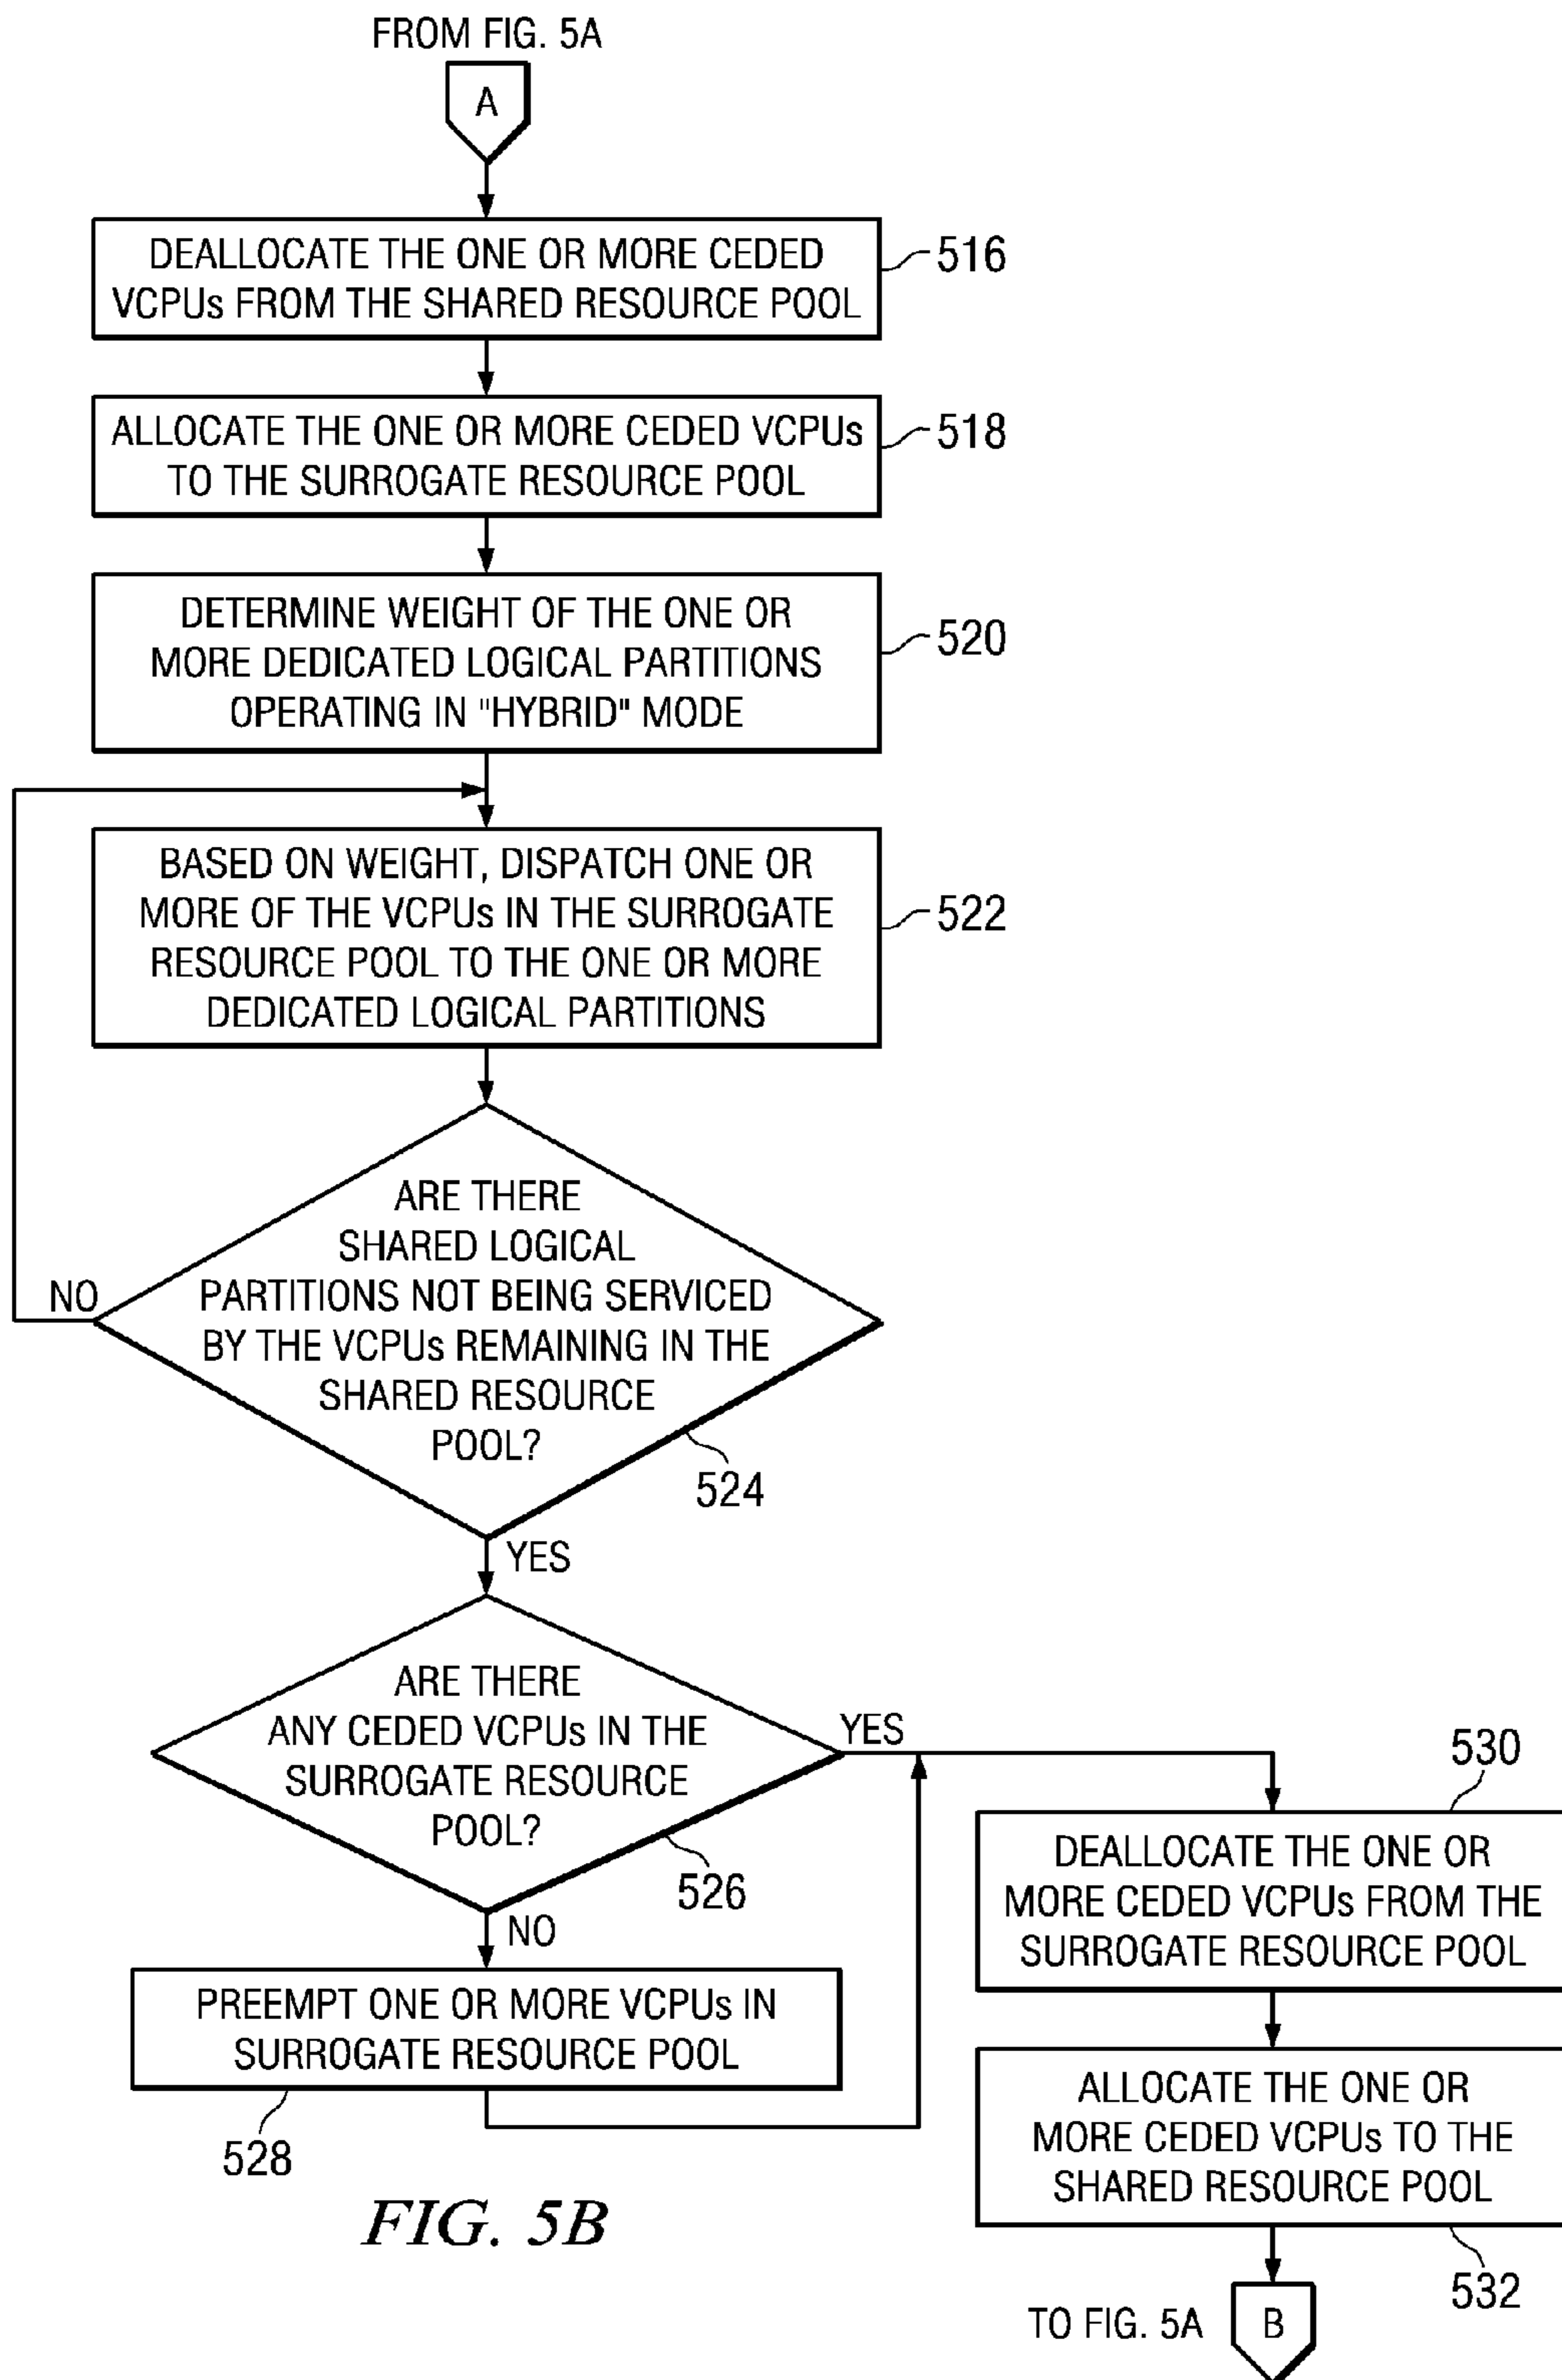 FROM FIG. 5A
A
DEALLOCATE THE ONE OR MORE CEDED
VCPUs FROM THE SHARED RESOURCE POOL
516
ALLOCATE THE ONE OR MORE CEDED VCPUs
TO THE SURROGATE RESOURCE POOL
518
DETERMINE WEIGHT OF THE ONE OR
MORE DEDICATED LOGICAL PARTITIONS
OPERATING IN "HYBRID" MODE
520
BASED ON WEIGHT, DISPATCH ONE OR
MORE OF THE VCPUs IN THE SURROGATE
RESOURCE POOL TO THE ONE OR MORE
DEDICATED LOGICAL PARTITIONS
522
ARE THERE
SHARED LOGICAL
PARTITIONS NOT BEING SERVICED
BY THE VCPUs REMAINING IN THE
SHARED RESOURCE
POOL?
NO
524
YES
ARE THERE
ANY CEDED VCPUs IN THE
SURROGATE RESOURCE
POOL?
YES
526
NO
PREEMPT ONE OR MORE VCPUs IN
SURROGATE RESOURCE POOL
528
530
DEALLOCATE THE ONE OR
MORE CEDED VCPUs FROM THE
SURROGATE RESOURCE POOL
ALLOCATE THE ONE OR
MORE CEDED VCPUs TO THE
SHARED RESOURCE POOL
532
TO FIG. 5A
B
FIG. 5B